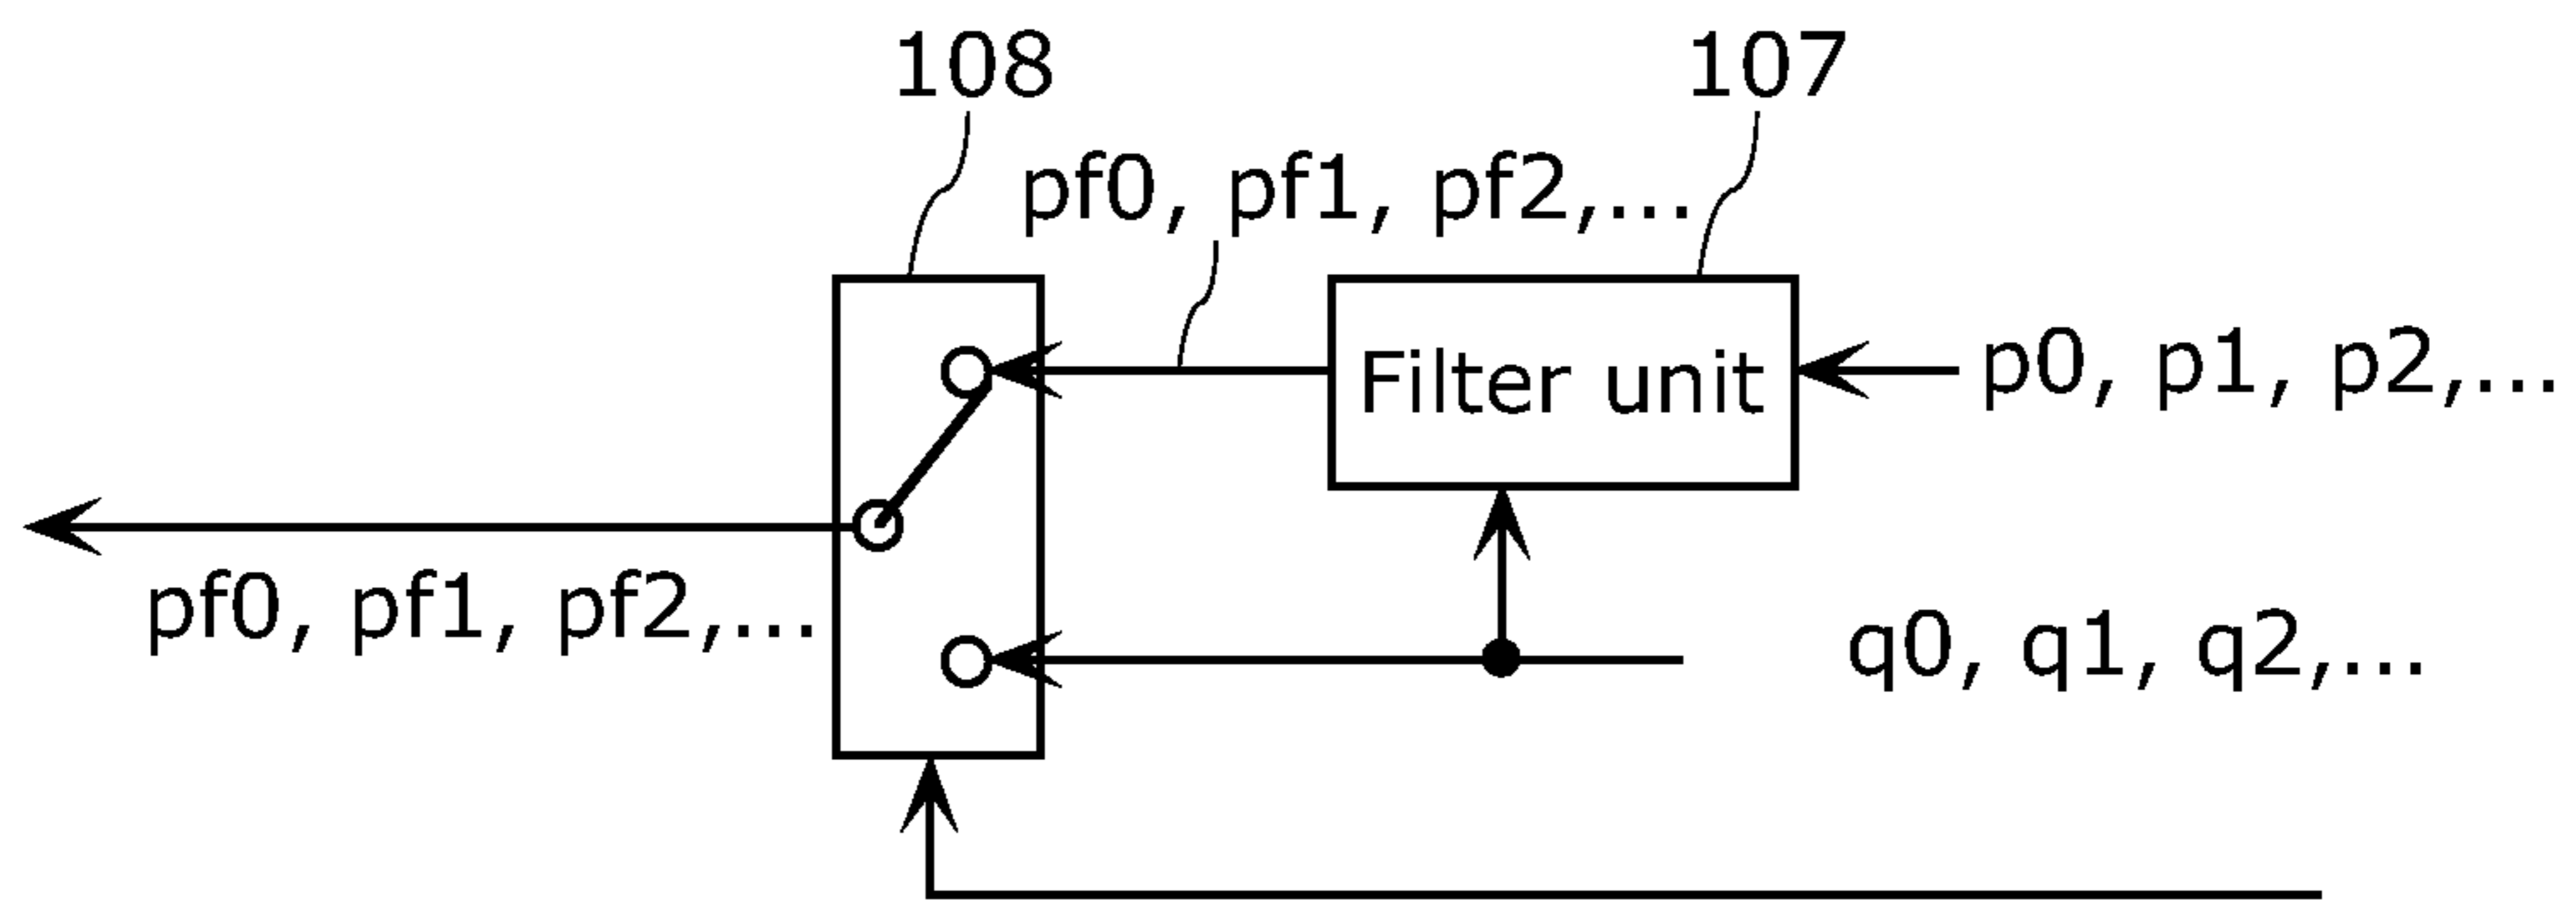 108 107
pf0, pf1, pf2,...
Filter unit
p0, p1, p2,...
pf0, pf1, pf2,...
q0, q1, q2,...